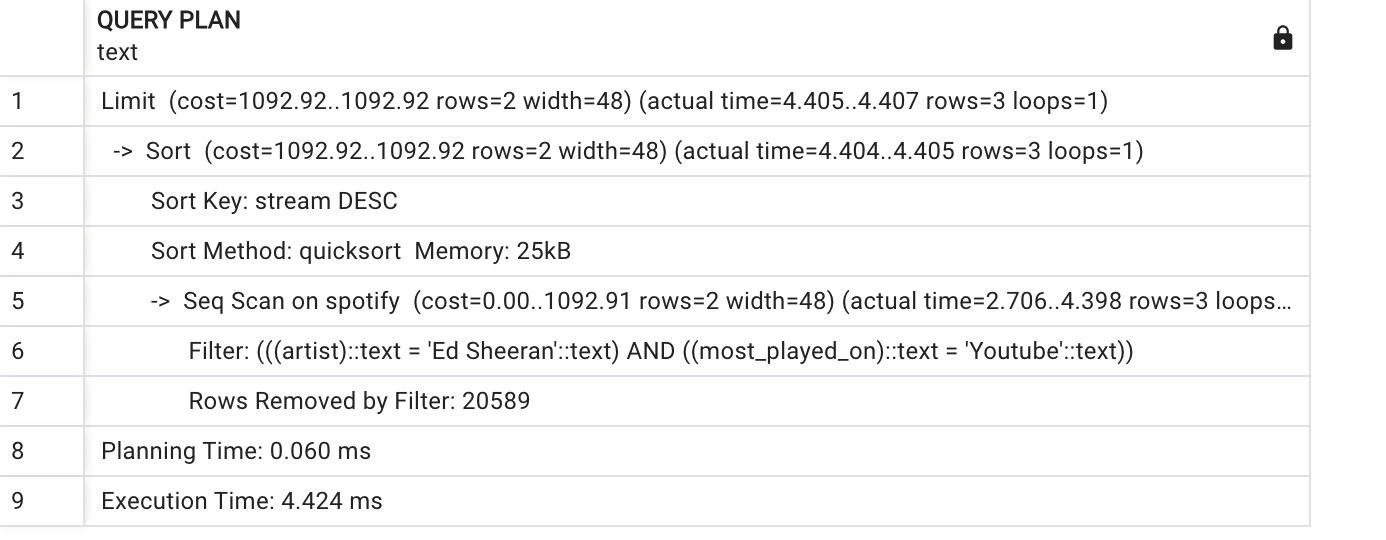 QUERY PLAN
text
1 Limit (cost=1092.92..1092.92 rows=2 width=48) (actual time=4.405..4.407 rows=3 loops=1)
2 -> Sort (cost=1092.92..1092.92 rows=2 width=48) (actual time=4.404..4.405 rows=3 loops=1)
3 Sort Key: stream DESC
4 Sort Method: quicksort Memory: 25kB
5 -> Seq Scan on spotify (cost=0.00..1092.91 rows=2 width=48) (actual time=2.706..4.398 rows=3 loops...
6 Filter: (((artist)::text = 'Ed Sheeran'::text) AND ((most_played_on)::text = 'Youtube'::text))
7 Rows Removed by Filter: 20589
8 Planning Time: 0.060 ms
9 Execution Time: 4.424 ms